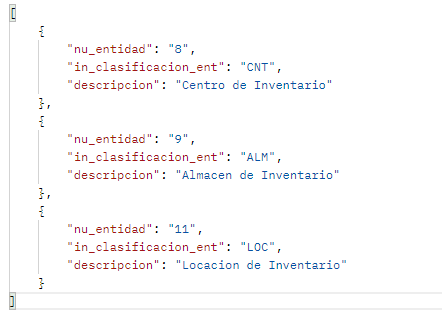 [
    {
        "nu_entidad": "8",
        "in_clasificacion_ent": "CNT",
        "descripcion": "Centro de Inventario"
    },
    {
        "nu_entidad": "9",
        "in_clasificacion_ent": "ALM",
        "descripcion": "Almacen de Inventario"
    },
    {
        "nu_entidad": "11",
        "in_clasificacion_ent": "LOC",
        "descripcion": "Locacion de Inventario"
    }
]